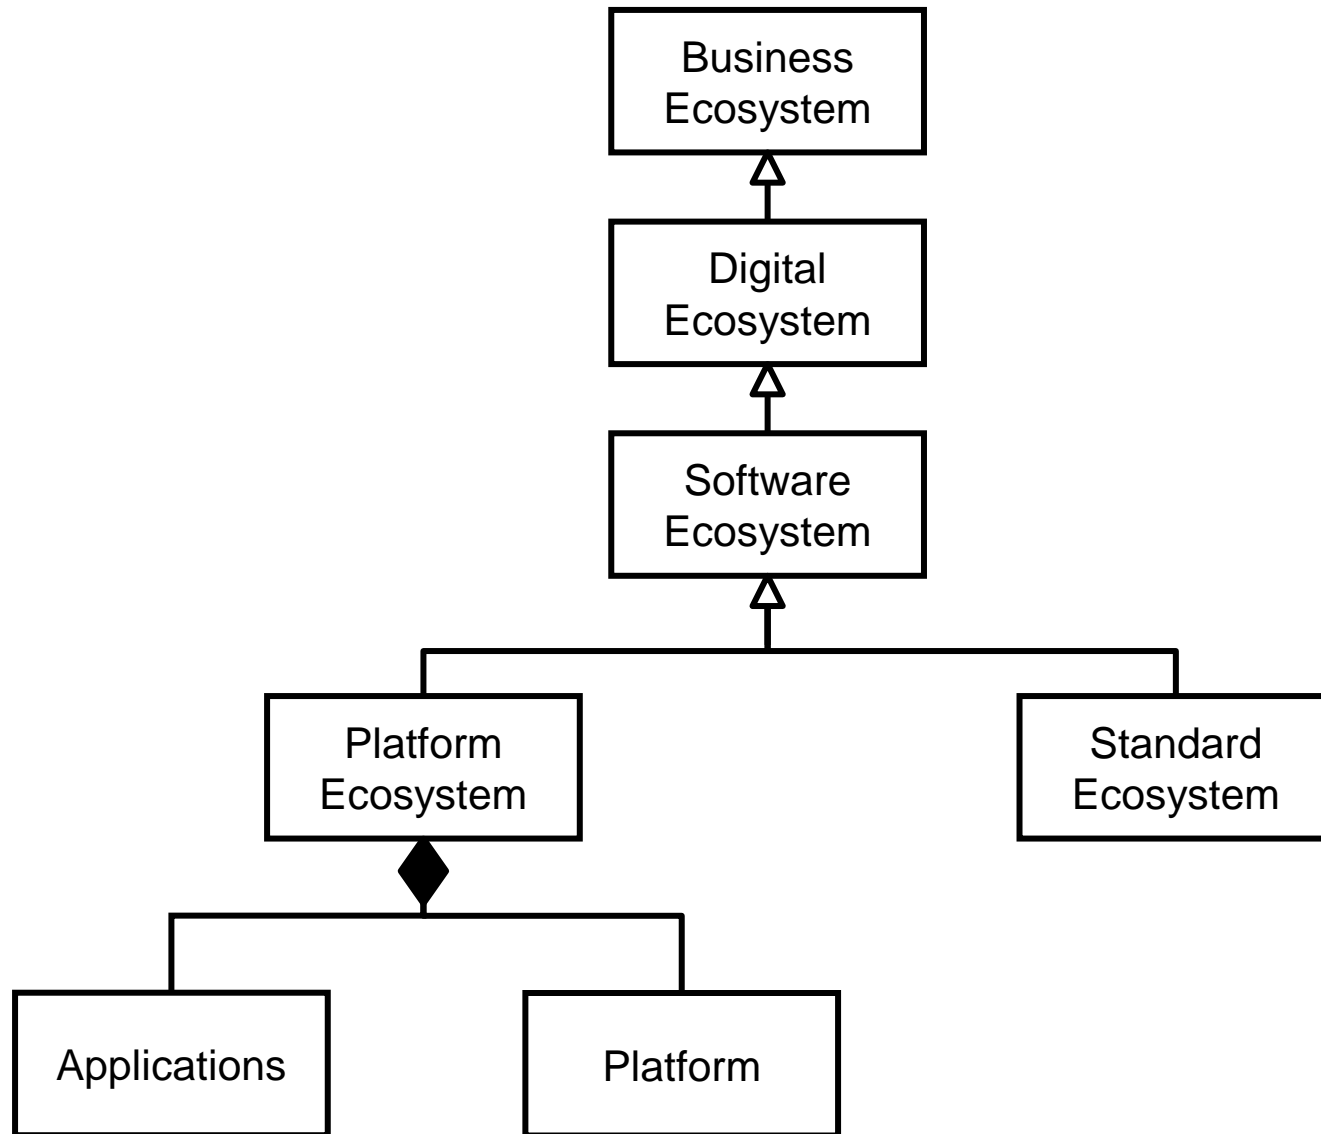 Business
Ecosystem
Digital
Ecosystem
Software
Ecosystem
Platform
Ecosystem
Standard
Ecosystem
Applications
Platform